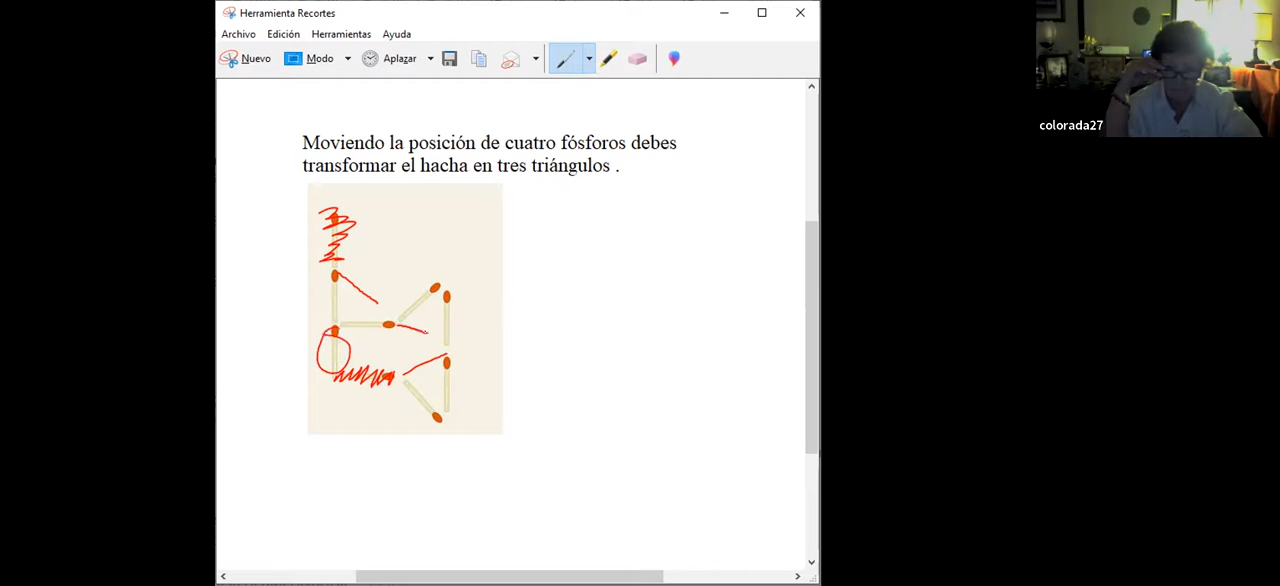 Herramienta Recortes
Archivo Edición Herramientas Ayuda
Nuevo Modo Aplazar
colorada27
Moviendo la posición de cuatro fósforos debes
transformar el hacha en tres triángulos .